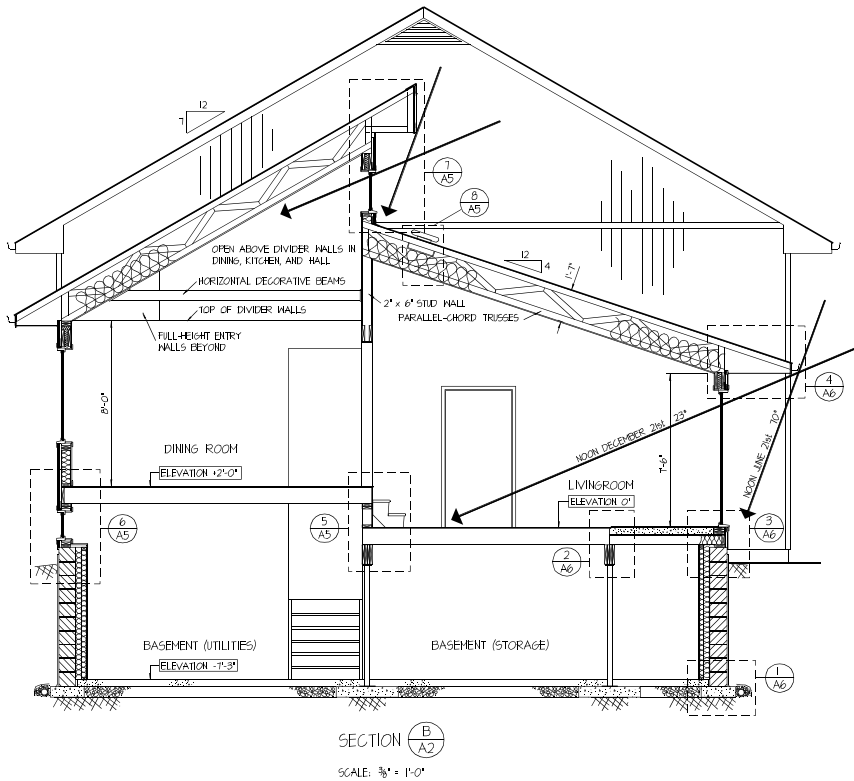 12
7
7
A5
8
A5
OPEN ABOVE DIVIDER WALLS IN
DINING, KITCHEN, AND HALL
12
4
1'-7"
HORIZONTAL DECORATIVE BEAMS
2" x 6" STUD WALL
TOP OF DIVIDER WALLS
PARALLEL-CHORD TRUSSES
FULL-HEIGHT ENTRY
WALLS BEYOND
4
A6
8'-0"
NOON DECEMBER 21st 23°
7'-6"
NOON JUNE 21st 70°
DINING ROOM
ELEVATION +2'-0"
LIVINGROOM
ELEVATION 0'
6
A5
5
A5
3
A6
2
A6
BASEMENT (UTILITIES)
BASEMENT (STORAGE)
ELEVATION -7'-3"
1
A6
SECTION B
A2
SCALE: 3/8" = 1'-0"